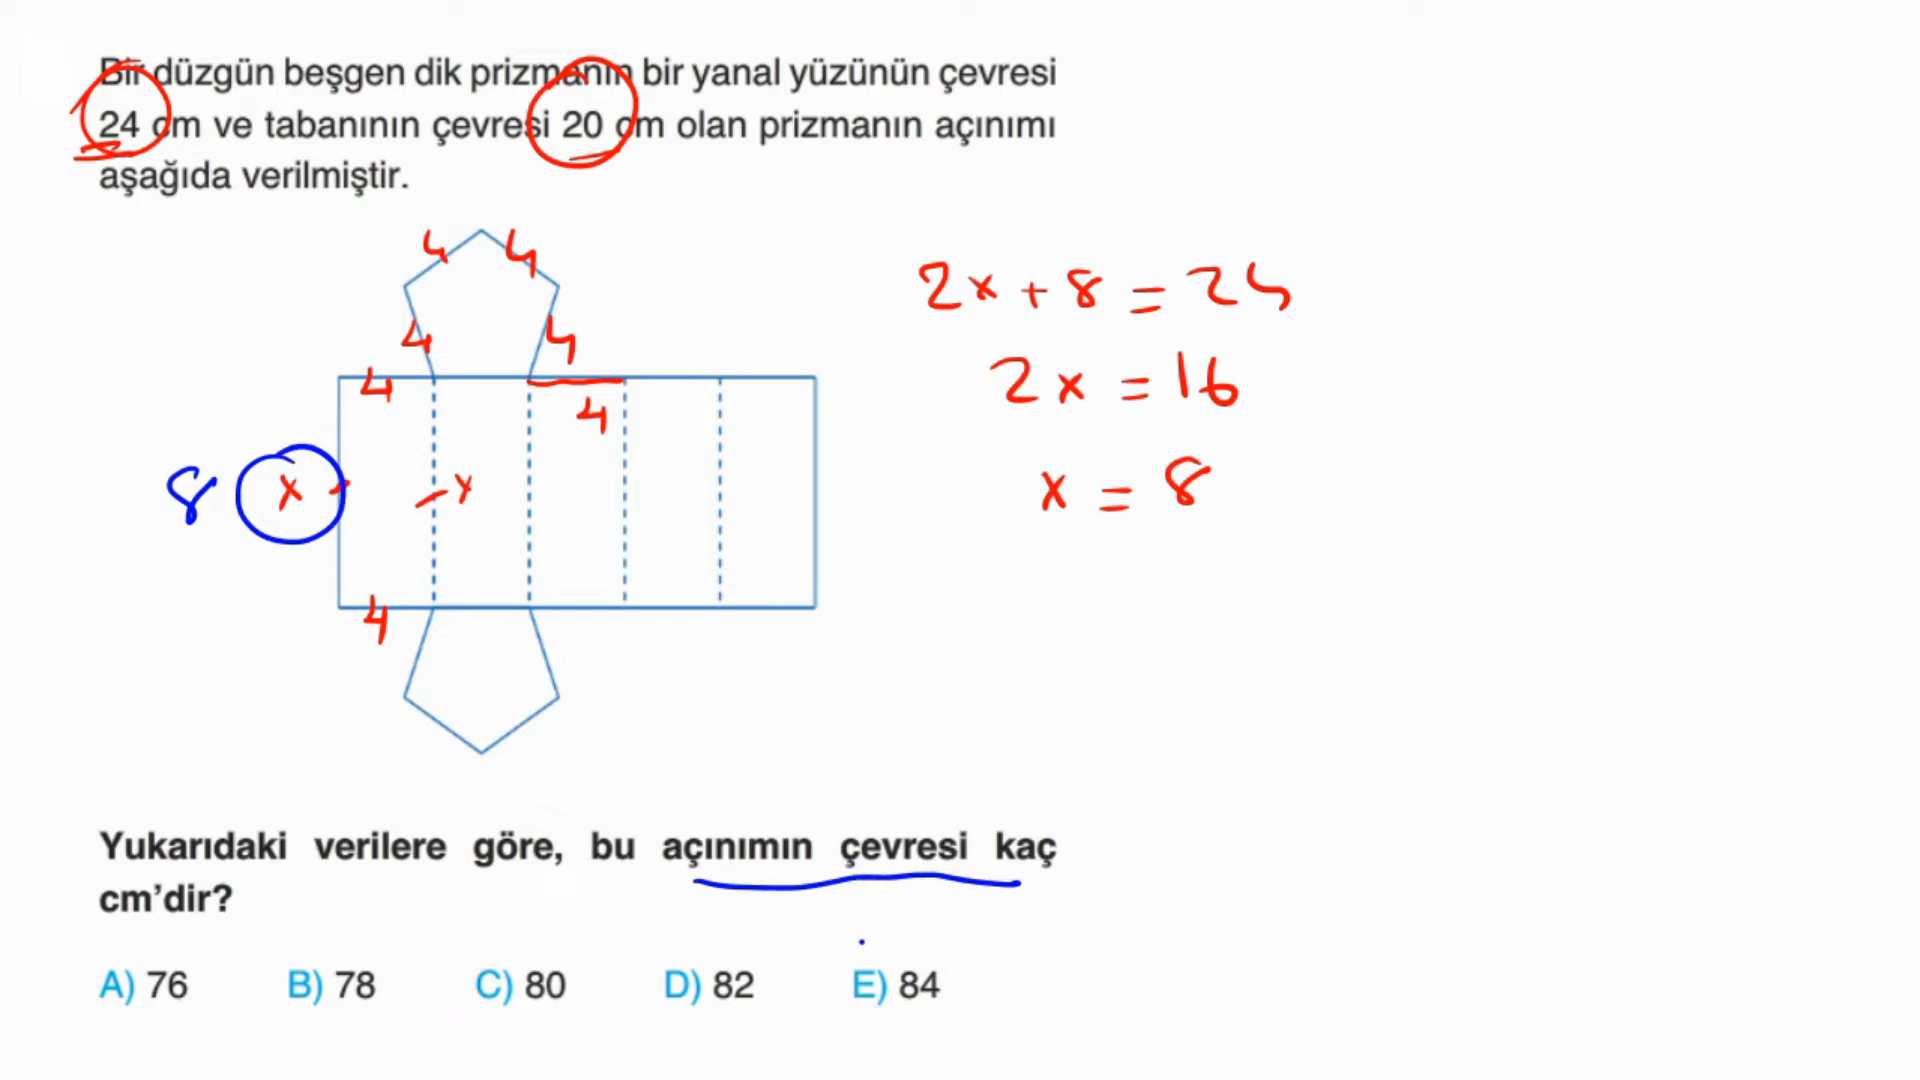 Bir düzgün beşgen dik prizmanın bir yanal yüzünün çevresi
24 cm ve tabanının çevresi 20 cm olan prizmanın açınımı
aşağıda verilmiştir.
4 4
4 4
4
4
8 x x
4
2x + 8 = 24
2x = 16
x = 8
Yukarıdaki verilere göre, bu açınımın çevresi kaç
cm'dir?
A) 76 B) 78 C) 80 D) 82 E) 84